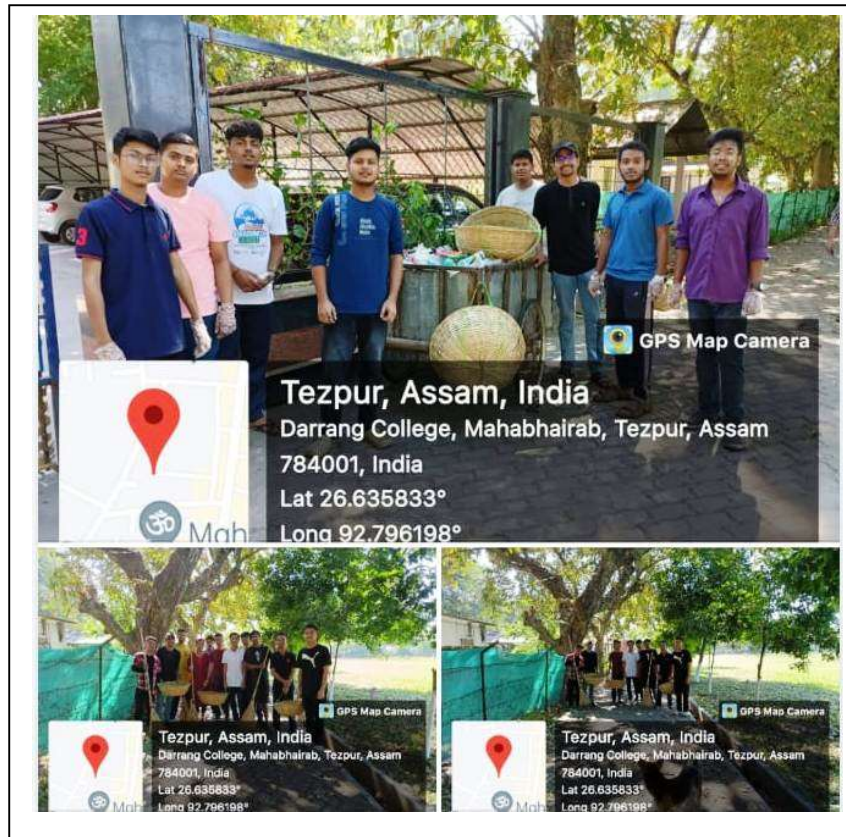 GPS Map Camera
Tezpur, Assam, India
Darrang College, Mahabhairab, Tezpur, Assam
784001, India
Lat 26.635833°
Long 92.796198°
Mah
GPS Map Camera
Tezpur, Assam, India
Darrang College, Mahabhairab, Tezpur, Assam
784001, India
Lat 26.635833°
Long 92.796198°
Mah
GPS Map Camera
Tezpur, Assam, India
Darrang College, Mahabhairab, Tezpur, Assam
784001, India
Lat 26.635833°
Long 92.796198°
Mah